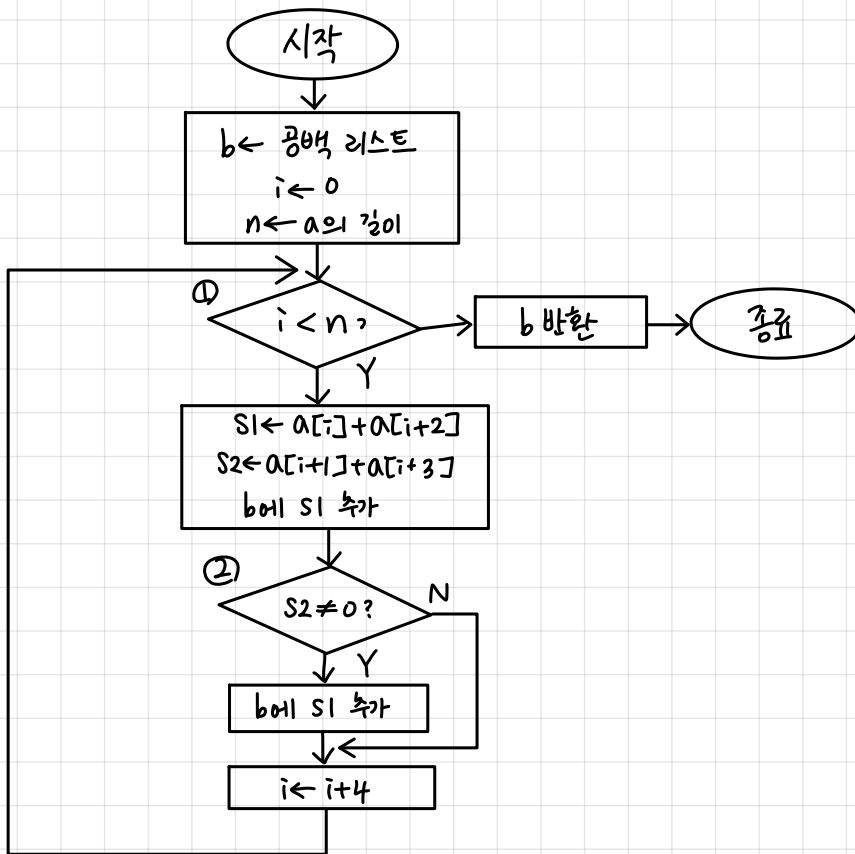 시작
b← 공백 리스트
i← 0
n← a의 길이
①
i < n ?
b 반환
종료
Y
S1← a[i]+a[i+2]
S2← a[i+1]+a[i+3]
b에 S1 추가
②
S2≠0?
N
Y
b에 S1 추가
i← i+4